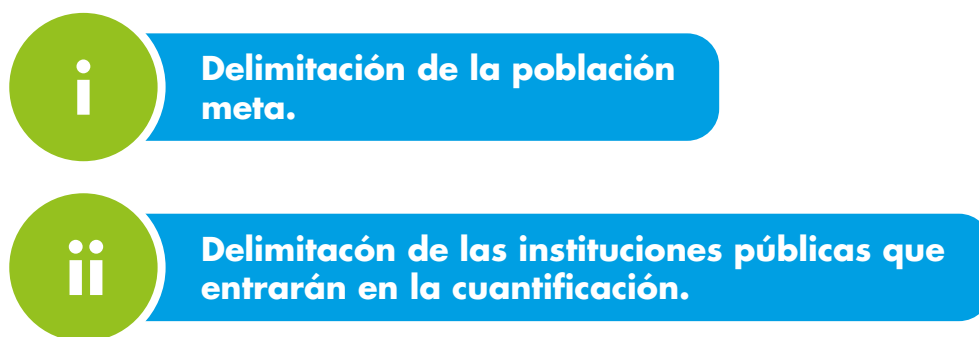 i
Delimitación de la población
meta.
ii
Delimitacón de las instituciones públicas que
entrarán en la cuantificación.